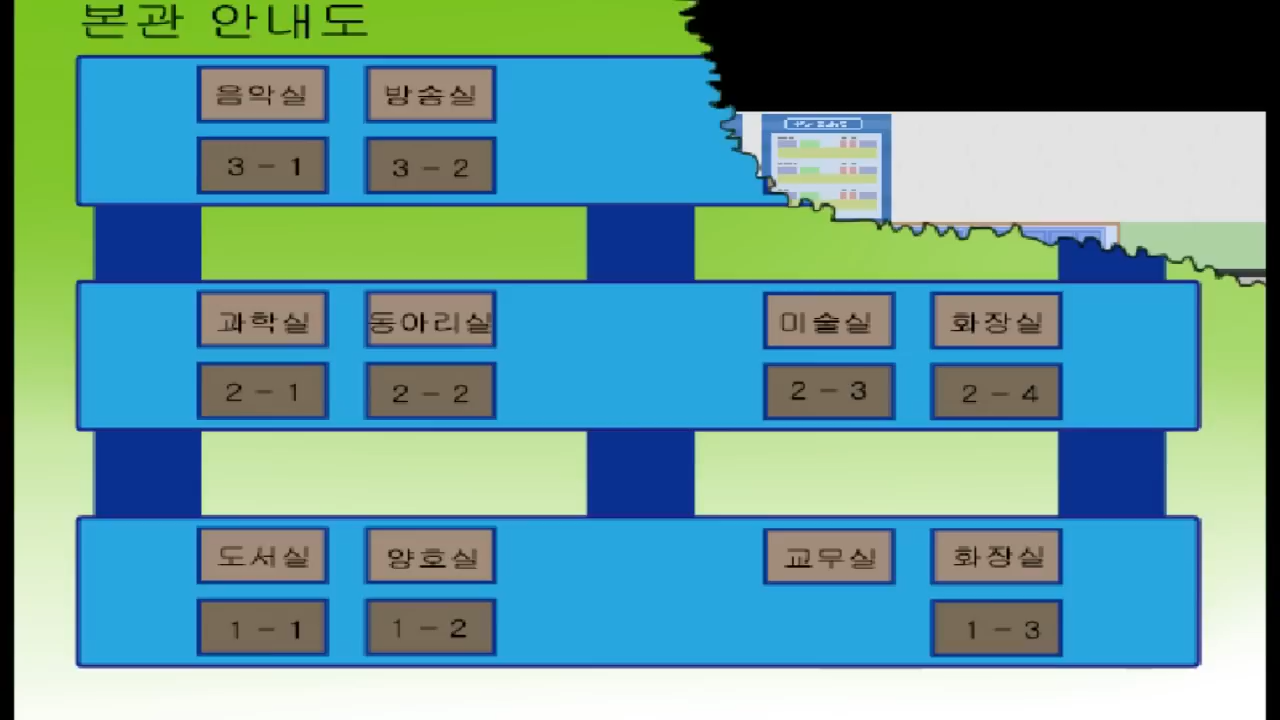 본관 안내도
음악실 방송실
3 - 1 3 - 2
과학실 동아리실 미술실 화장실
2 - 1 2 - 2 2 - 3 2 - 4
도서실 양호실 교무실 화장실
1 - 1 1 - 2 1 - 3